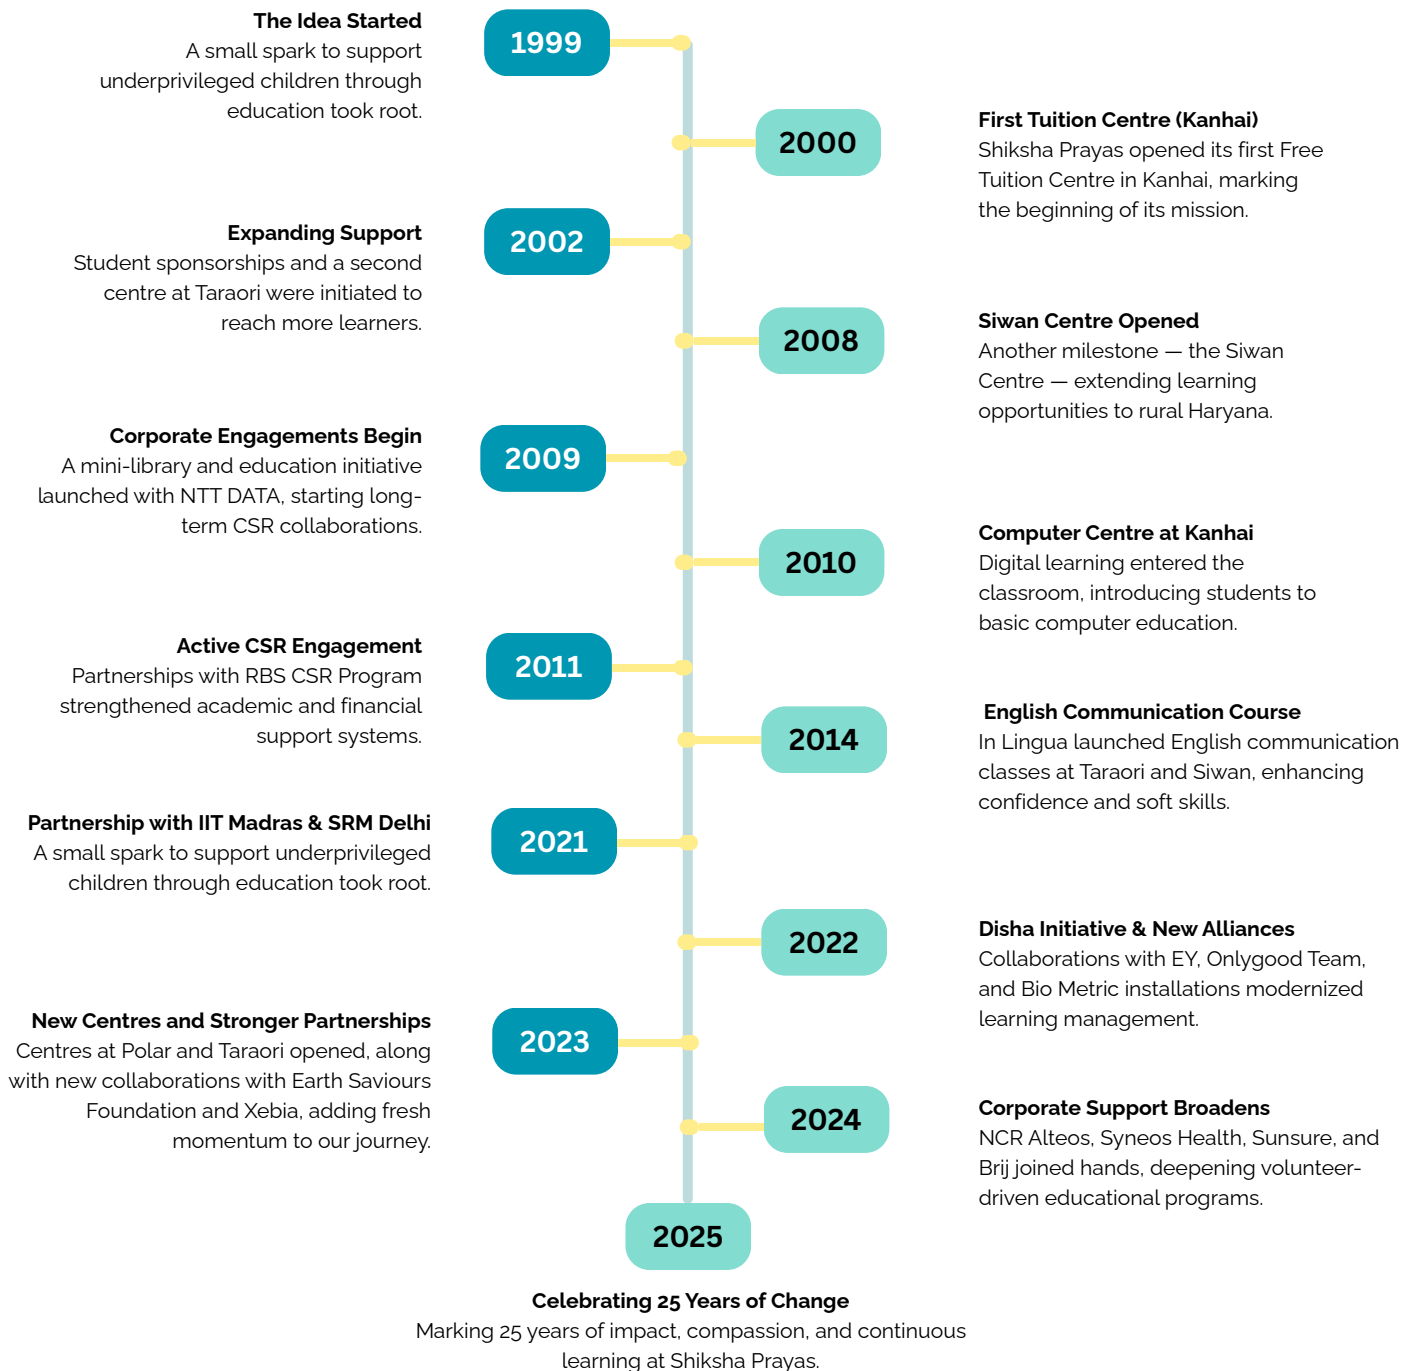 The Idea Started
A small spark to support
underprivileged children through
education took root.
1999
2000
First Tuition Centre (Kanhai)
Shiksha Prayas opened its first Free
Tuition Centre in Kanhai, marking
the beginning of its mission.
Expanding Support
Student sponsorships and a second
centre at Taraori were initiated to
reach more learners.
2002
2008
Siwan Centre Opened
Another milestone — the Siwan
Centre — extending learning
opportunities to rural Haryana.
Corporate Engagements Begin
A mini-library and education initiative
launched with NTT DATA, starting long-
term CSR collaborations.
2009
2010
Computer Centre at Kanhai
Digital learning entered the
classroom, introducing students to
basic computer education.
Active CSR Engagement
Partnerships with RBS CSR Program
strengthened academic and financial
support systems.
2011
2014
English Communication Course
In Lingua launched English communication
classes at Taraori and Siwan, enhancing
confidence and soft skills.
Partnership with IIT Madras & SRM Delhi
A small spark to support underprivileged
children through education took root.
2021
2022
Disha Initiative & New Alliances
Collaborations with EY, Onlygood Team,
and Bio Metric installations modernized
learning management.
New Centres and Stronger Partnerships
Centres at Polar and Taraori opened, along
with new collaborations with Earth Saviours
Foundation and Xebia, adding fresh
momentum to our journey.
2023
2024
Corporate Support Broadens
NCR Alteos, Syneos Health, Sunsure, and
Brij joined hands, deepening volunteer-
driven educational programs.
2025
Celebrating 25 Years of Change
Marking 25 years of impact, compassion, and continuous
learning at Shiksha Prayas.